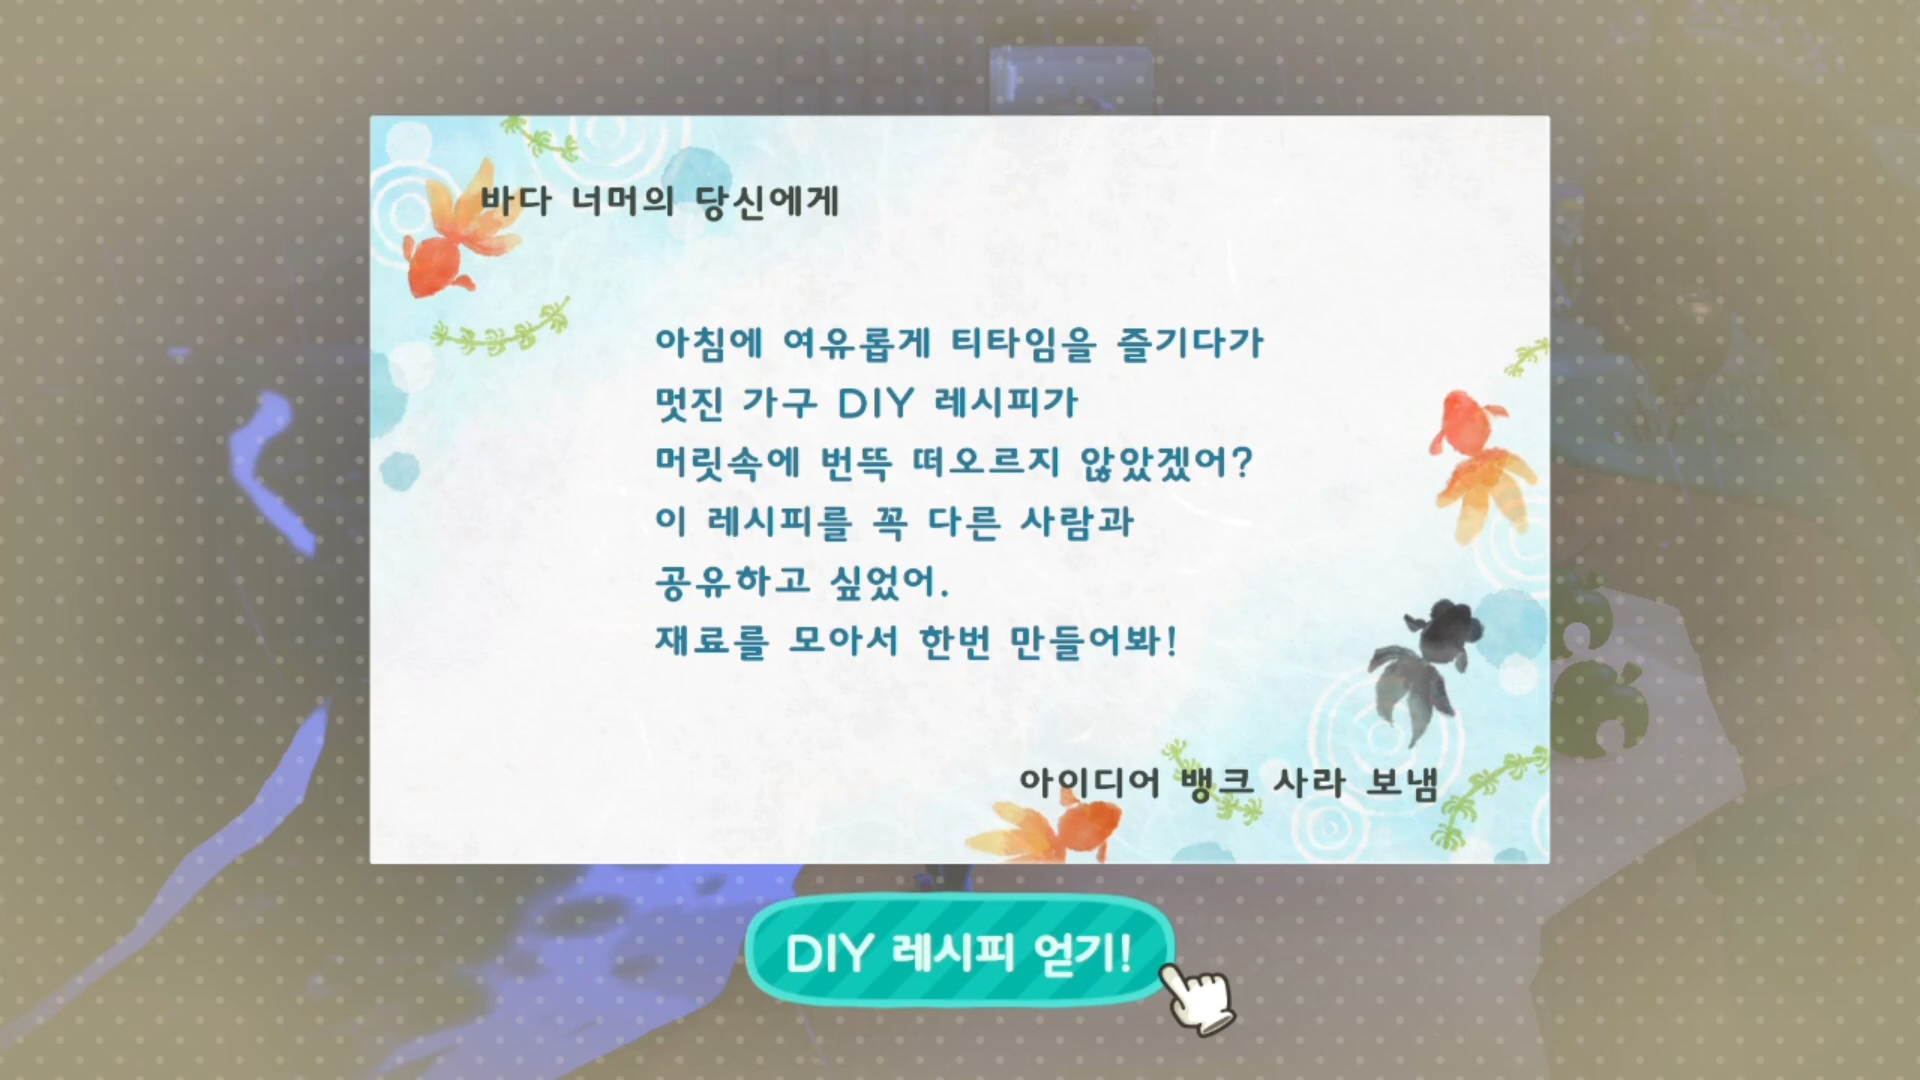 바다 너머의 당신에게
아침에 여유롭게 티타임을 즐기다가
멋진 가구 DIY 레시피가
머릿속에 번뜩 떠오르지 않았겠어?
이 레시피를 꼭 다른 사람과
공유하고 싶었어.
재료를 모아서 한번 만들어봐!
아이디어 뱅크 사라 보냄
DIY 레시피 얻기!